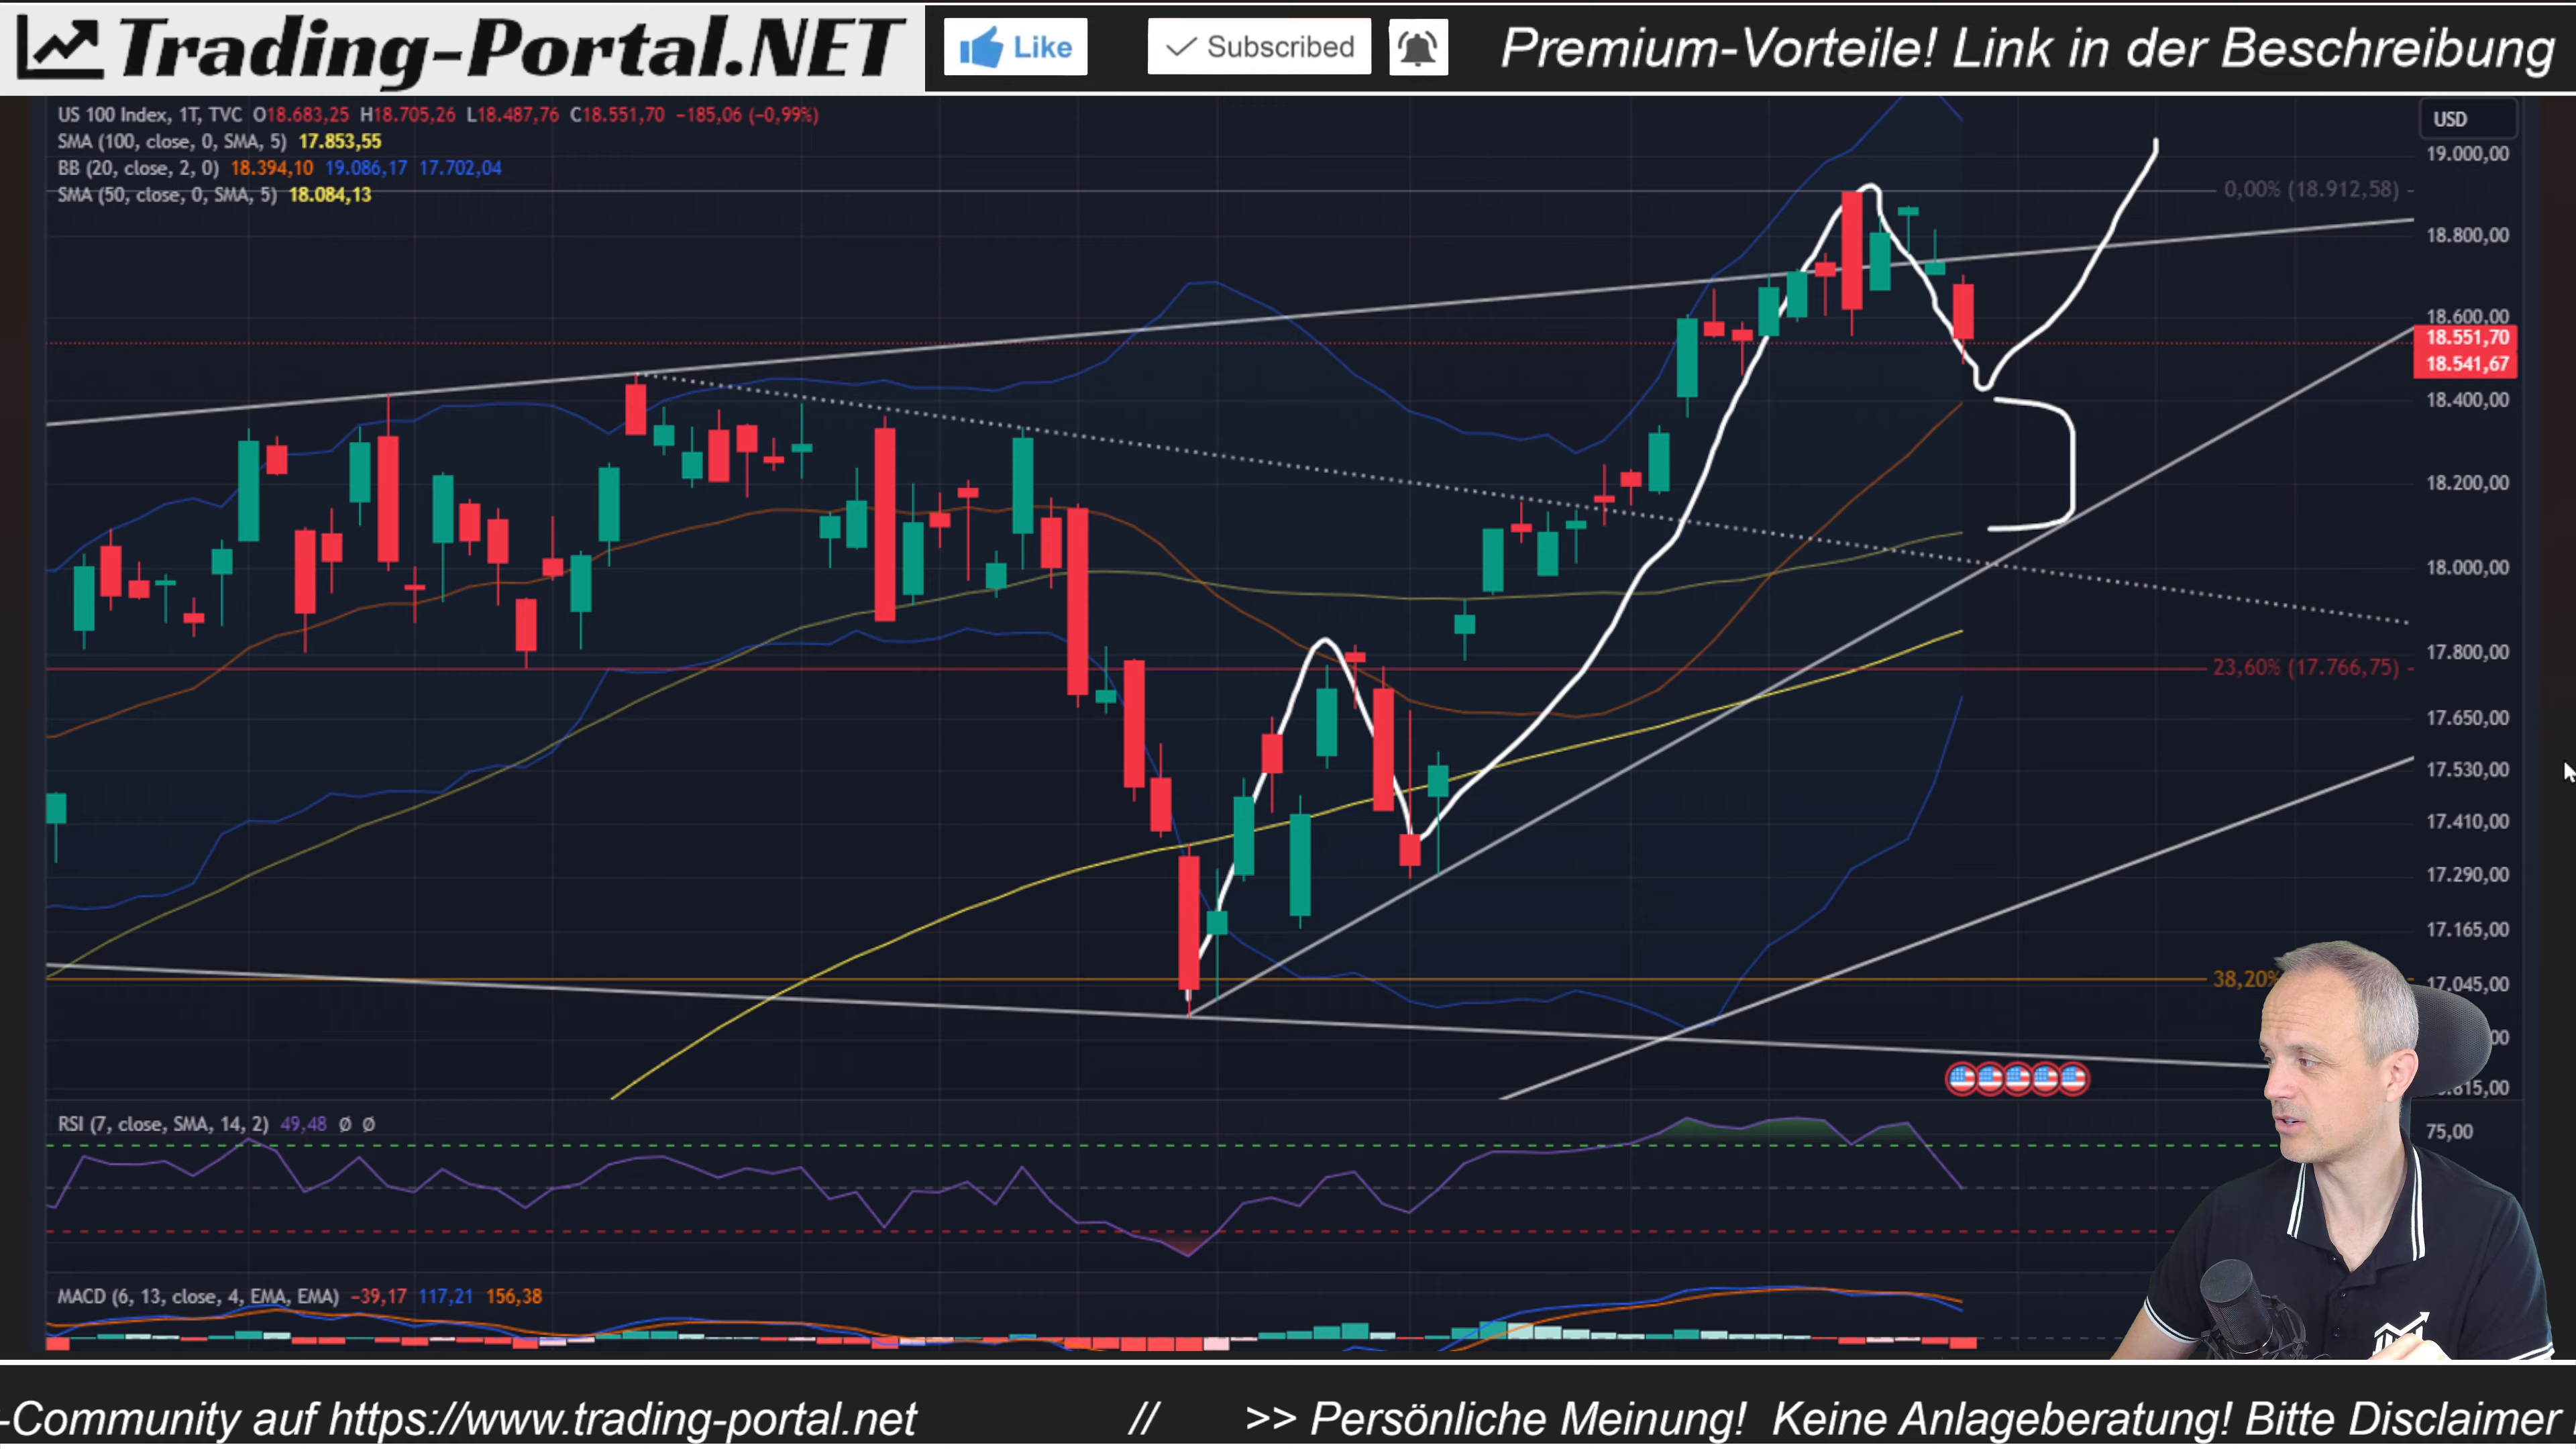 Trading-Portal.NET
Like
Subscribed
Premium-Vorteile! Link in der Beschreibung
US 100 Index, 1T, TVC O18.683,25 H18.705,26 L18.487,76 C18.551,70 −185,06 (−0,99%)
SMA (100, close, 0, SMA, 5) 17.853,55
BB (20, close, 2, 0) 18.394,10 19.086,17 17.702,04
SMA (50, close, 0, SMA, 5) 18.084,13
USD
19.000,00
0,00% (18.912,58)
18.800,00
18.600,00
18.551,70
18.541,67
18.400,00
18.200,00
18.000,00
17.800,00
23,60% (17.766,75)
17.650,00
17.530,00
17.410,00
17.290,00
17.165,00
38,20%
17.045,00
RSI (7, close, SMA, 14, 2) 49,48 Ø Ø
75,00
MACD (6, 13, close, 4, EMA, EMA) −39,17 117,21 156,38
-Community auf https://www.trading-portal.net // >> Persönliche Meinung! Keine Anlageberatung! Bitte Disclaimer